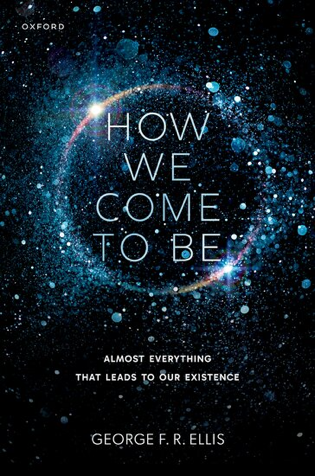 OXFORD
HOW
WE
COME
TO BE
ALMOST EVERYTHING
THAT LEADS TO OUR EXISTENCE
GEORGE F. R. ELLIS